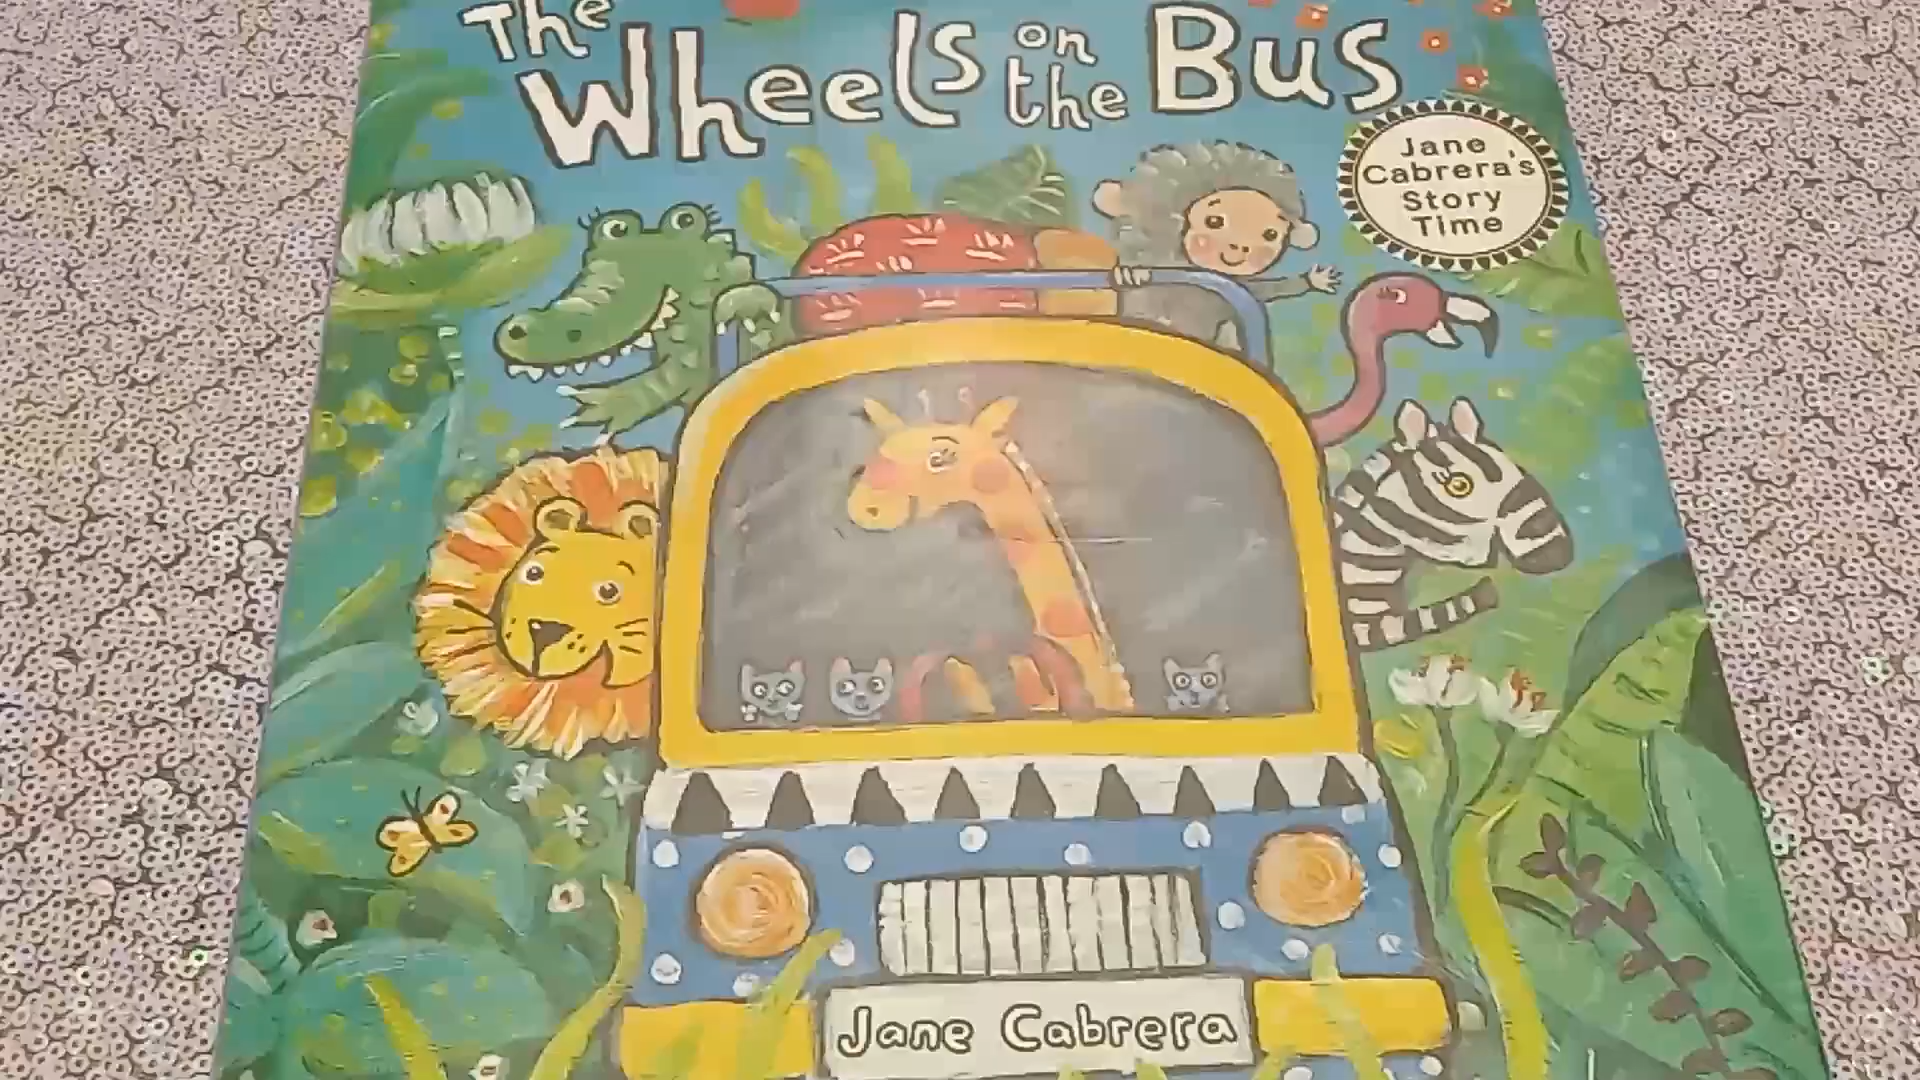 The Wheels on the Bus
Jane
Cabrera's
Story
Time
Jane Cabrera